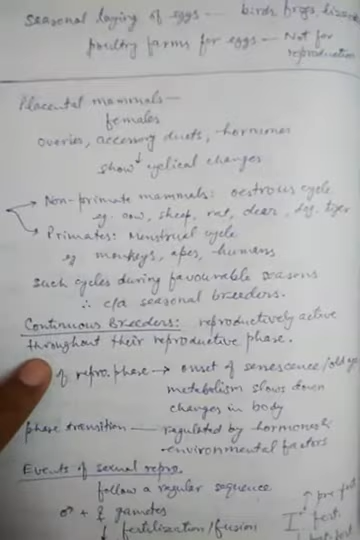 seasonal laying of eggs — birds, frogs, lizards
poultry farms for eggs — Not for
reproduction
Placental mammals —
females
ovaries, accessory ducts, hormones
show cyclical changes
→ Non-primate mammals: oestrous cycle
eg. cow, sheep, rat, deer, dog, tiger
→ Primates: Menstrual cycle
eg monkeys, apes, humans
such cycles during favourable seasons
∴ c/a seasonal breeders.
Continuous Breeders: reproductively active
throughout their reproductive phase.
of repro. phase → onset of senescence/old age
metabolism slows down
changes in body
phase transition — regulated by hormones &
environmental factors
Events of sexual repro.
follow a regular sequence
↑ pre fert
♂ + ♀ gametes
I fert.
↓ fertilization/fusion